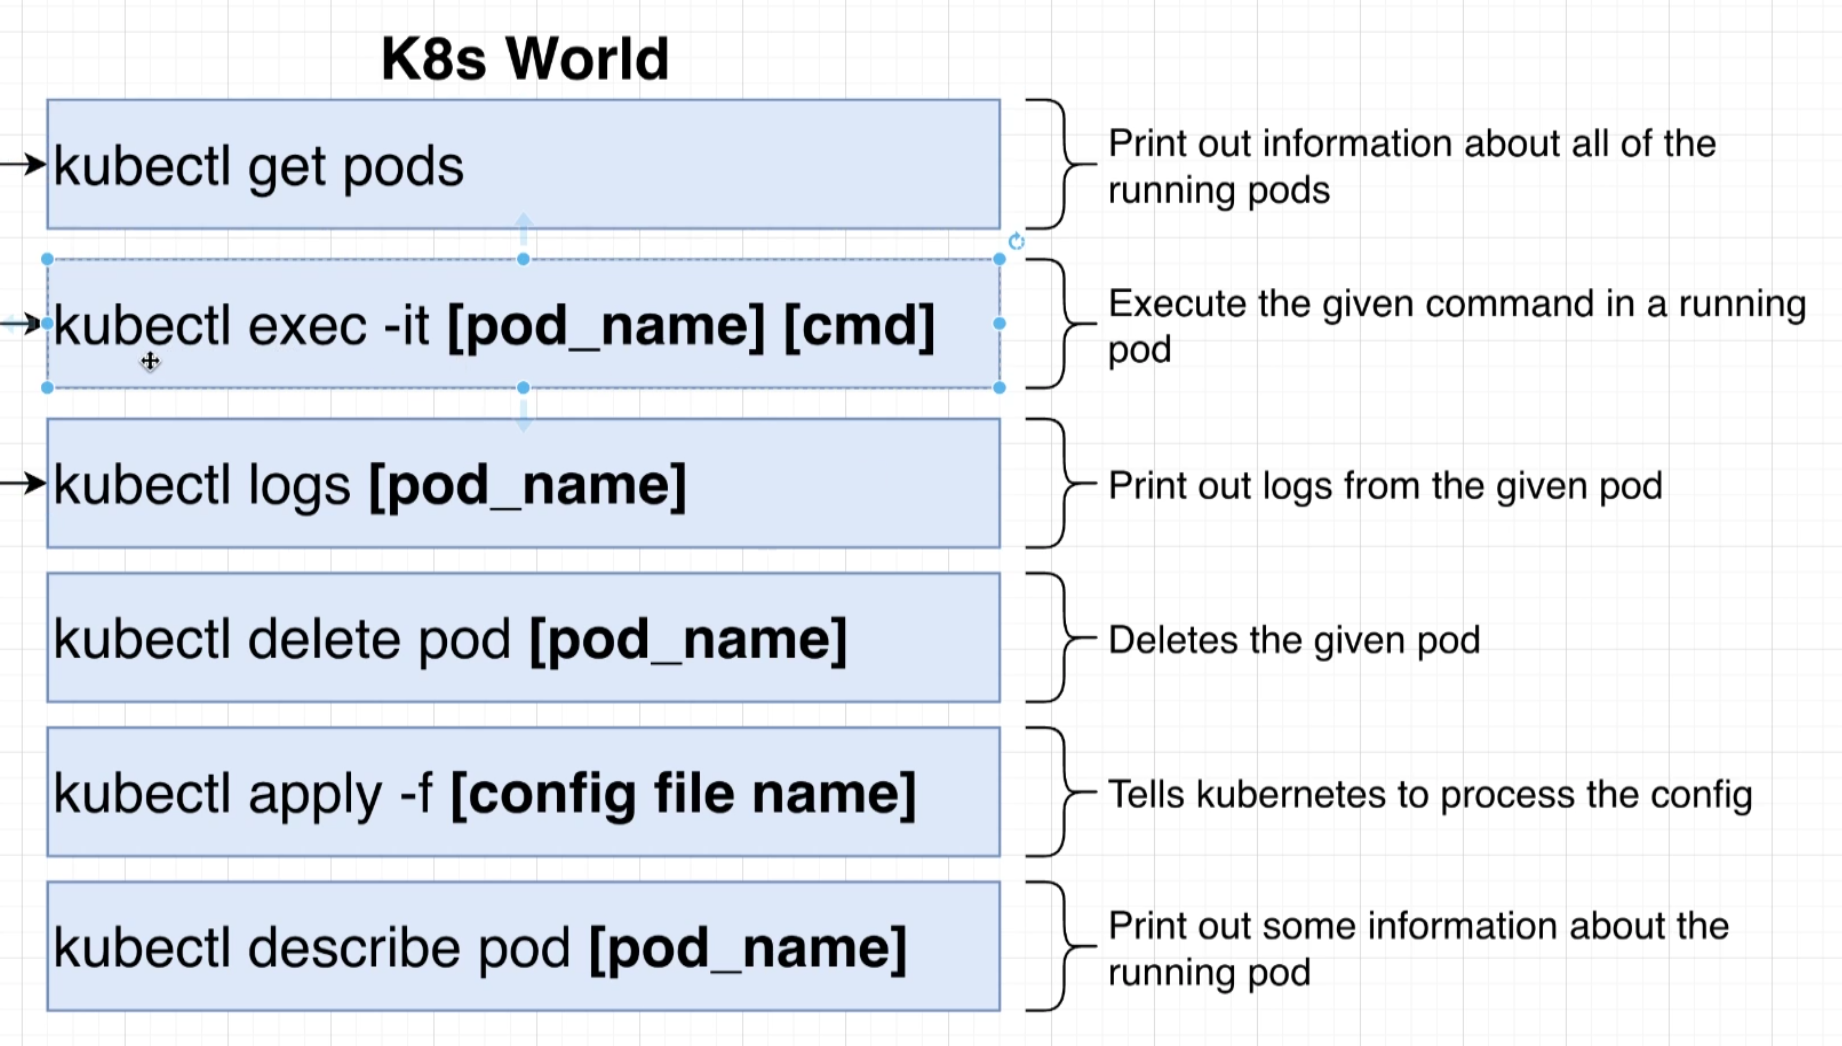 K8s World
kubectl get pods
Print out information about all of the
running pods
kubectl exec -it [pod_name] [cmd]
Execute the given command in a running
pod
kubectl logs [pod_name]
Print out logs from the given pod
kubectl delete pod [pod_name]
Deletes the given pod
kubectl apply -f [config file name]
Tells kubernetes to process the config
kubectl describe pod [pod_name]
Print out some information about the
running pod